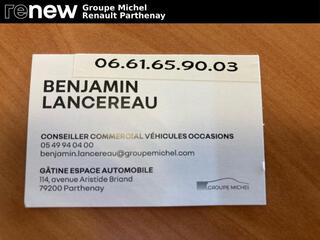 renew
Groupe Michel
Renault Parthenay
06.61.65.90.03
BENJAMIN
LANCEREAU
CONSEILLER COMMERCIAL VÉHICULES OCCASIONS
05 49 94 04 00
benjamin.lancereau@groupemichel.com
GÂTINE ESPACE AUTOMOBILE
114, avenue Aristide Briand
79200 Parthenay
GROUPE MICHEL